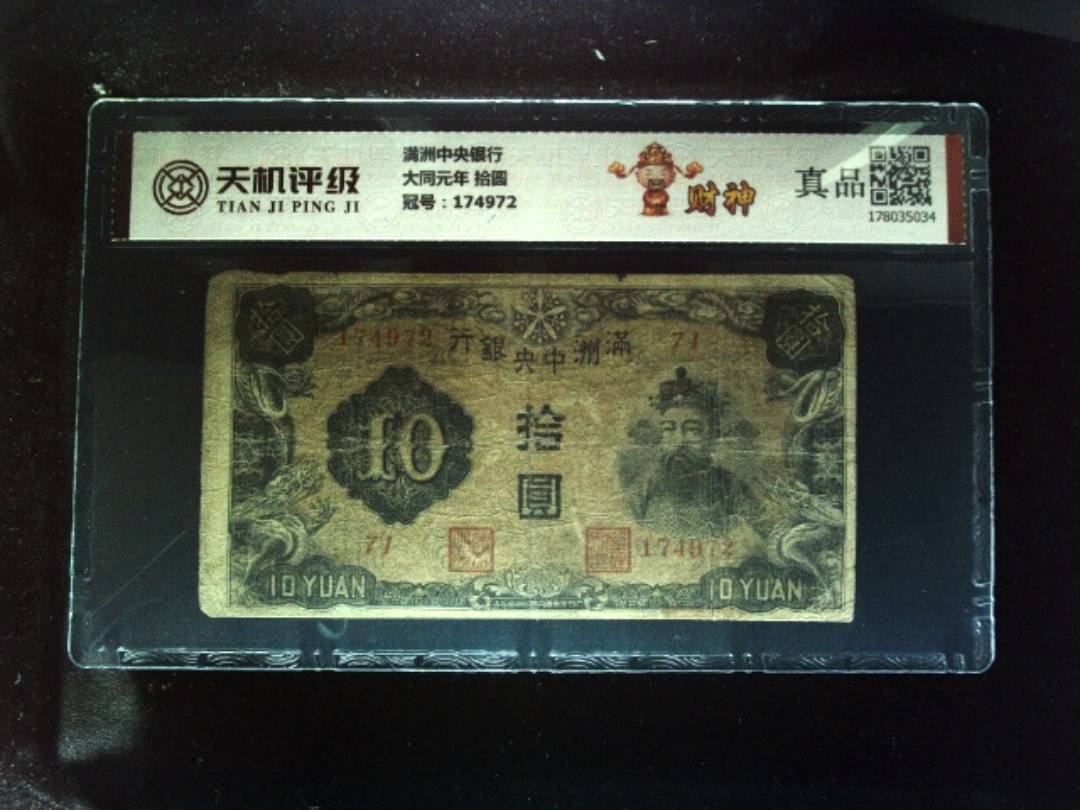 天机评级
TIAN JI PING JI
满洲中央银行
大同元年 拾圆
冠号：174972
财神
真品
178035034
拾圓
拾圓
174972
行銀央中洲滿
71
10
拾
圓
71
174972
10 YUAN
10 YUAN